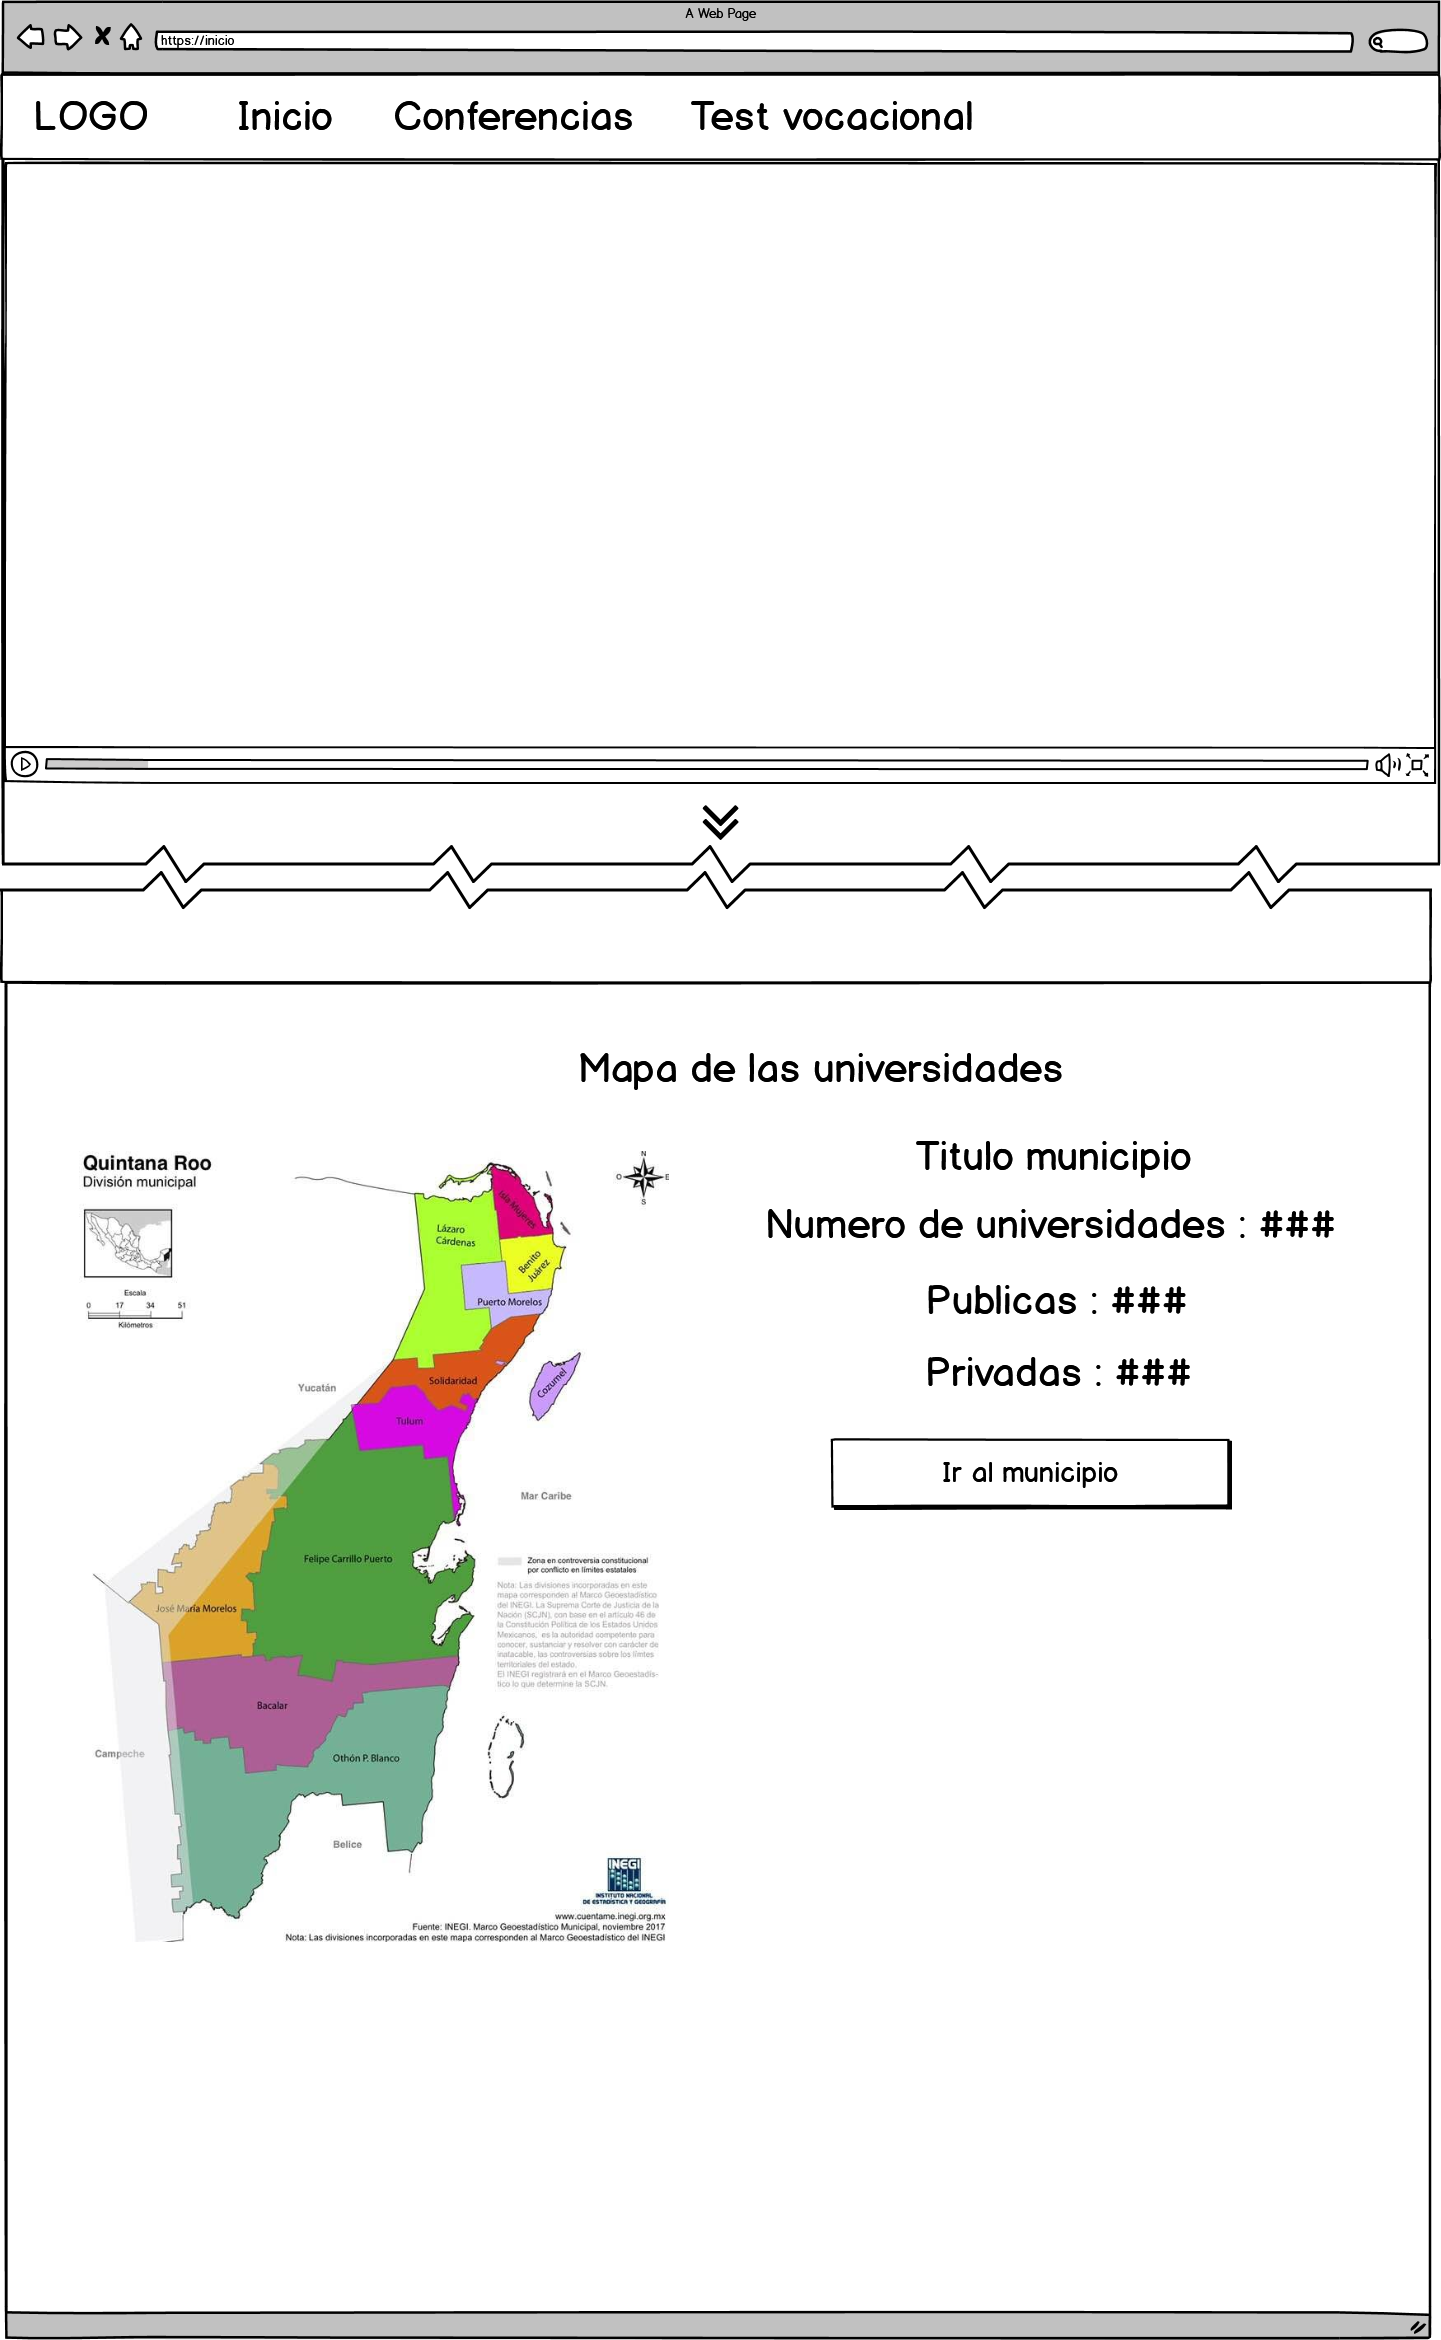 A Web Page
https://inicio
LOGO Inicio Conferencias Test vocacional
Mapa de las universidades
Quintana Roo
División municipal
Escala
0 17 34 51
Kilómetros
N
O E
S
Isla Mujeres
Lázaro
Cárdenas
Benito
Juárez
Puerto Morelos
Solidaridad
Cozumel
Yucatán
Tulum
Mar Caribe
Felipe Carrillo Puerto
José María Morelos
Zona en controversia constitucional
por conflicto en límites estatales
Nota: Las divisiones incorporadas en este
mapa corresponden al Marco Geoestadístico
del INEGI. La Suprema Corte de Justicia de la
Nación (SCJN), con base en el artículo 46 de
la Constitución Política de los Estados Unidos
Mexicanos, es la autoridad competente para
conocer, sustanciar y resolver con carácter de
inatacable, las controversias sobre los límtes
territoriales del estado.
El INEGI registrará en el Marco Geoestadís-
tico lo que determine la SCJN.
Bacalar
Campeche
Othón P. Blanco
Belice
INEGI
INSTITUTO NACIONAL
DE ESTADÍSTICA Y GEOGRAFÍA
www.cuentame.inegi.org.mx
Fuente: INEGI. Marco Geoestadístico Municipal, noviembre 2017
Nota: Las divisiones incorporadas en este mapa corresponden al Marco Geoestadístico del INEGI
Titulo municipio
Numero de universidades : ###
Publicas : ###
Privadas : ###
Ir al municipio